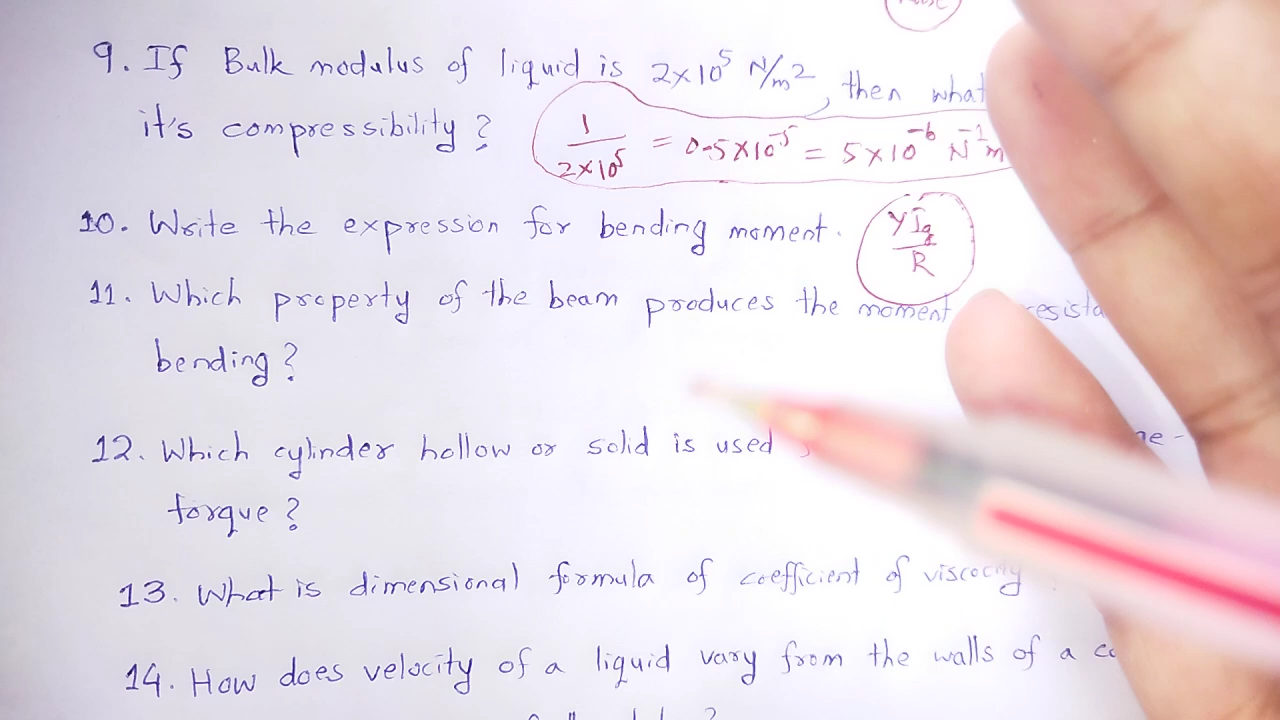 9. If Bulk modulus of liquid is 2×10⁵ N/m², then what
it's compressibility? 1/2×10⁵ = 0.5×10⁻⁵ = 5×10⁻⁶ N⁻¹m
10. Write the expression for bending moment. YIg/R
11. Which property of the beam produces the moment
bending?
12. Which cylinder hollow or solid is used
torque?
13. What is dimensional formula of coefficient of viscocity
14. How does velocity of a liquid vary from the walls of a